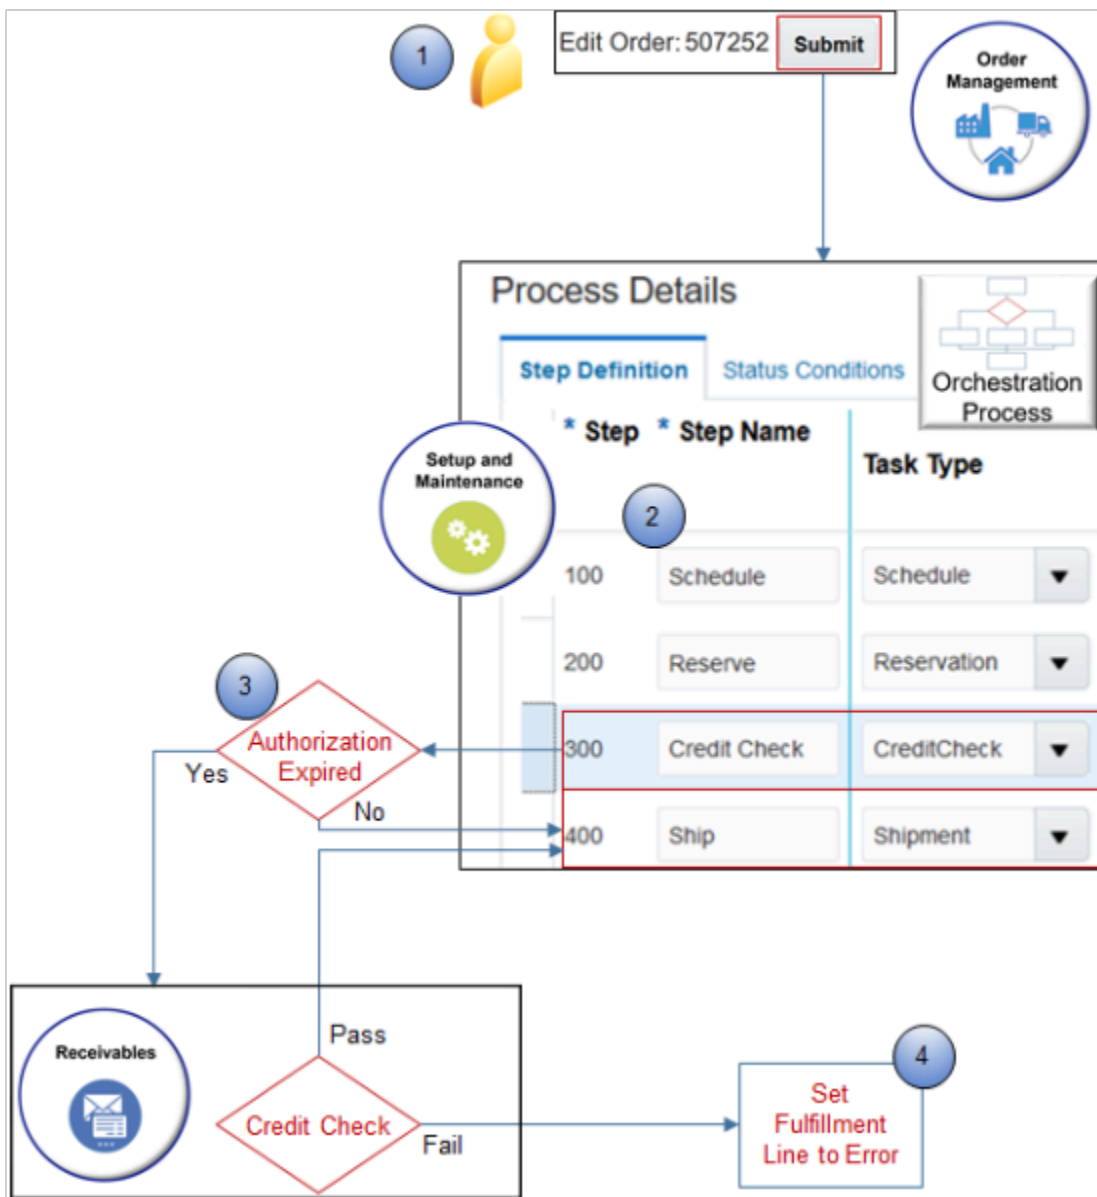 1
Edit Order: 507252 Submit
Order
Management
Process Details
Step Definition Status Conditions
Orchestration
Process
* Step * Step Name
Task Type
Setup and
Maintenance
2
100 Schedule Schedule
200 Reserve Reservation
3
300 Credit Check CreditCheck
Authorization
Expired
Yes
No
400 Ship Shipment
Receivables
Pass
Credit Check
Fail
4
Set
Fulfillment
Line to Error